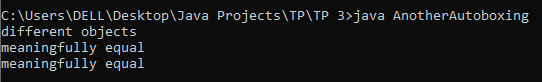 C:\Users\DELL\Desktop\Java Projects\TP\TP 3>java AnotherAutoboxing
different objects
meaningfully equal
meaningfully equal